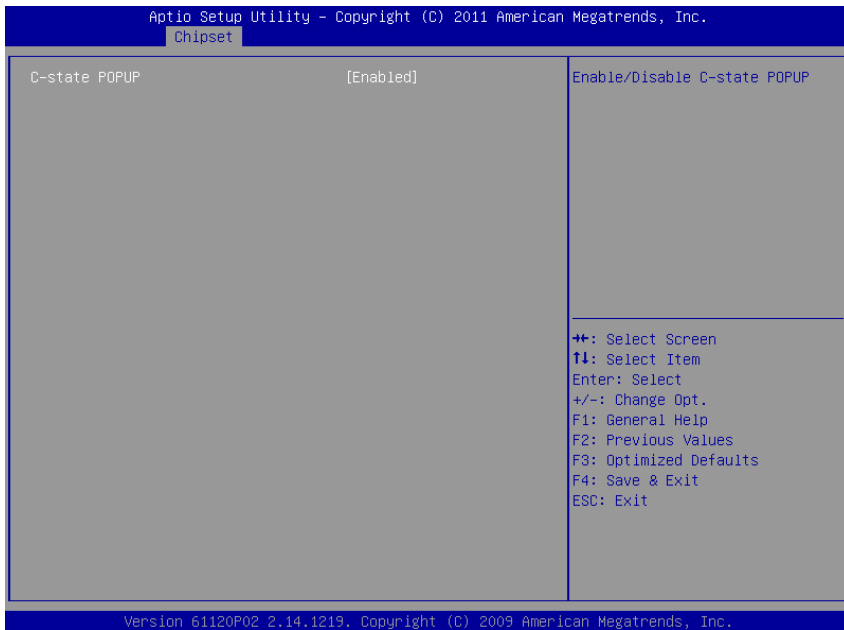 Aptio Setup Utility – Copyright (C) 2011 American Megatrends, Inc.
Chipset
C-state POPUP [Enabled]
Enable/Disable C-state POPUP
→←: Select Screen
↑↓: Select Item
Enter: Select
+/-: Change Opt.
F1: General Help
F2: Previous Values
F3: Optimized Defaults
F4: Save & Exit
ESC: Exit
Version 61120P02 2.14.1219. Copyright (C) 2009 American Megatrends, Inc.